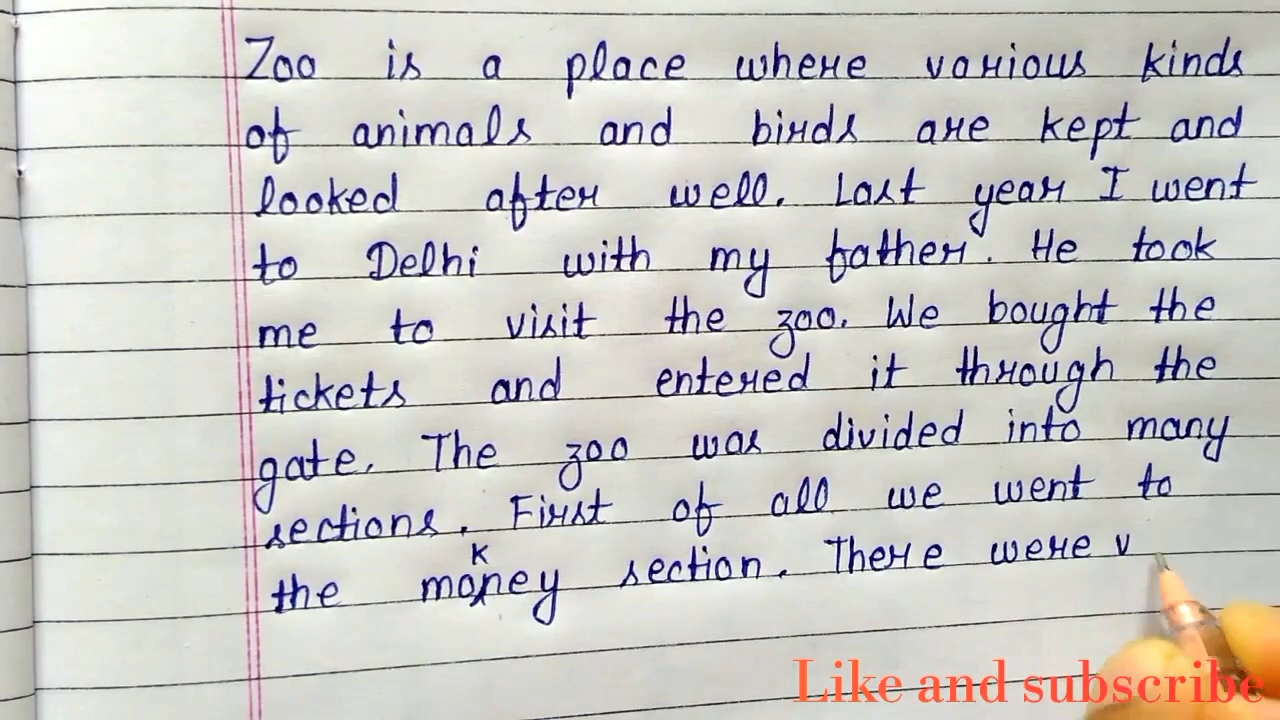 Zoo is a place where various kinds
of animals and birds are kept and
looked after well. Last year I went
to Delhi with my father. He took
me to visit the zoo. We bought the
tickets and entered it through the
gate. The zoo was divided into many
sections. First of all we went to
the monkey section. There were v
Like and subscribe